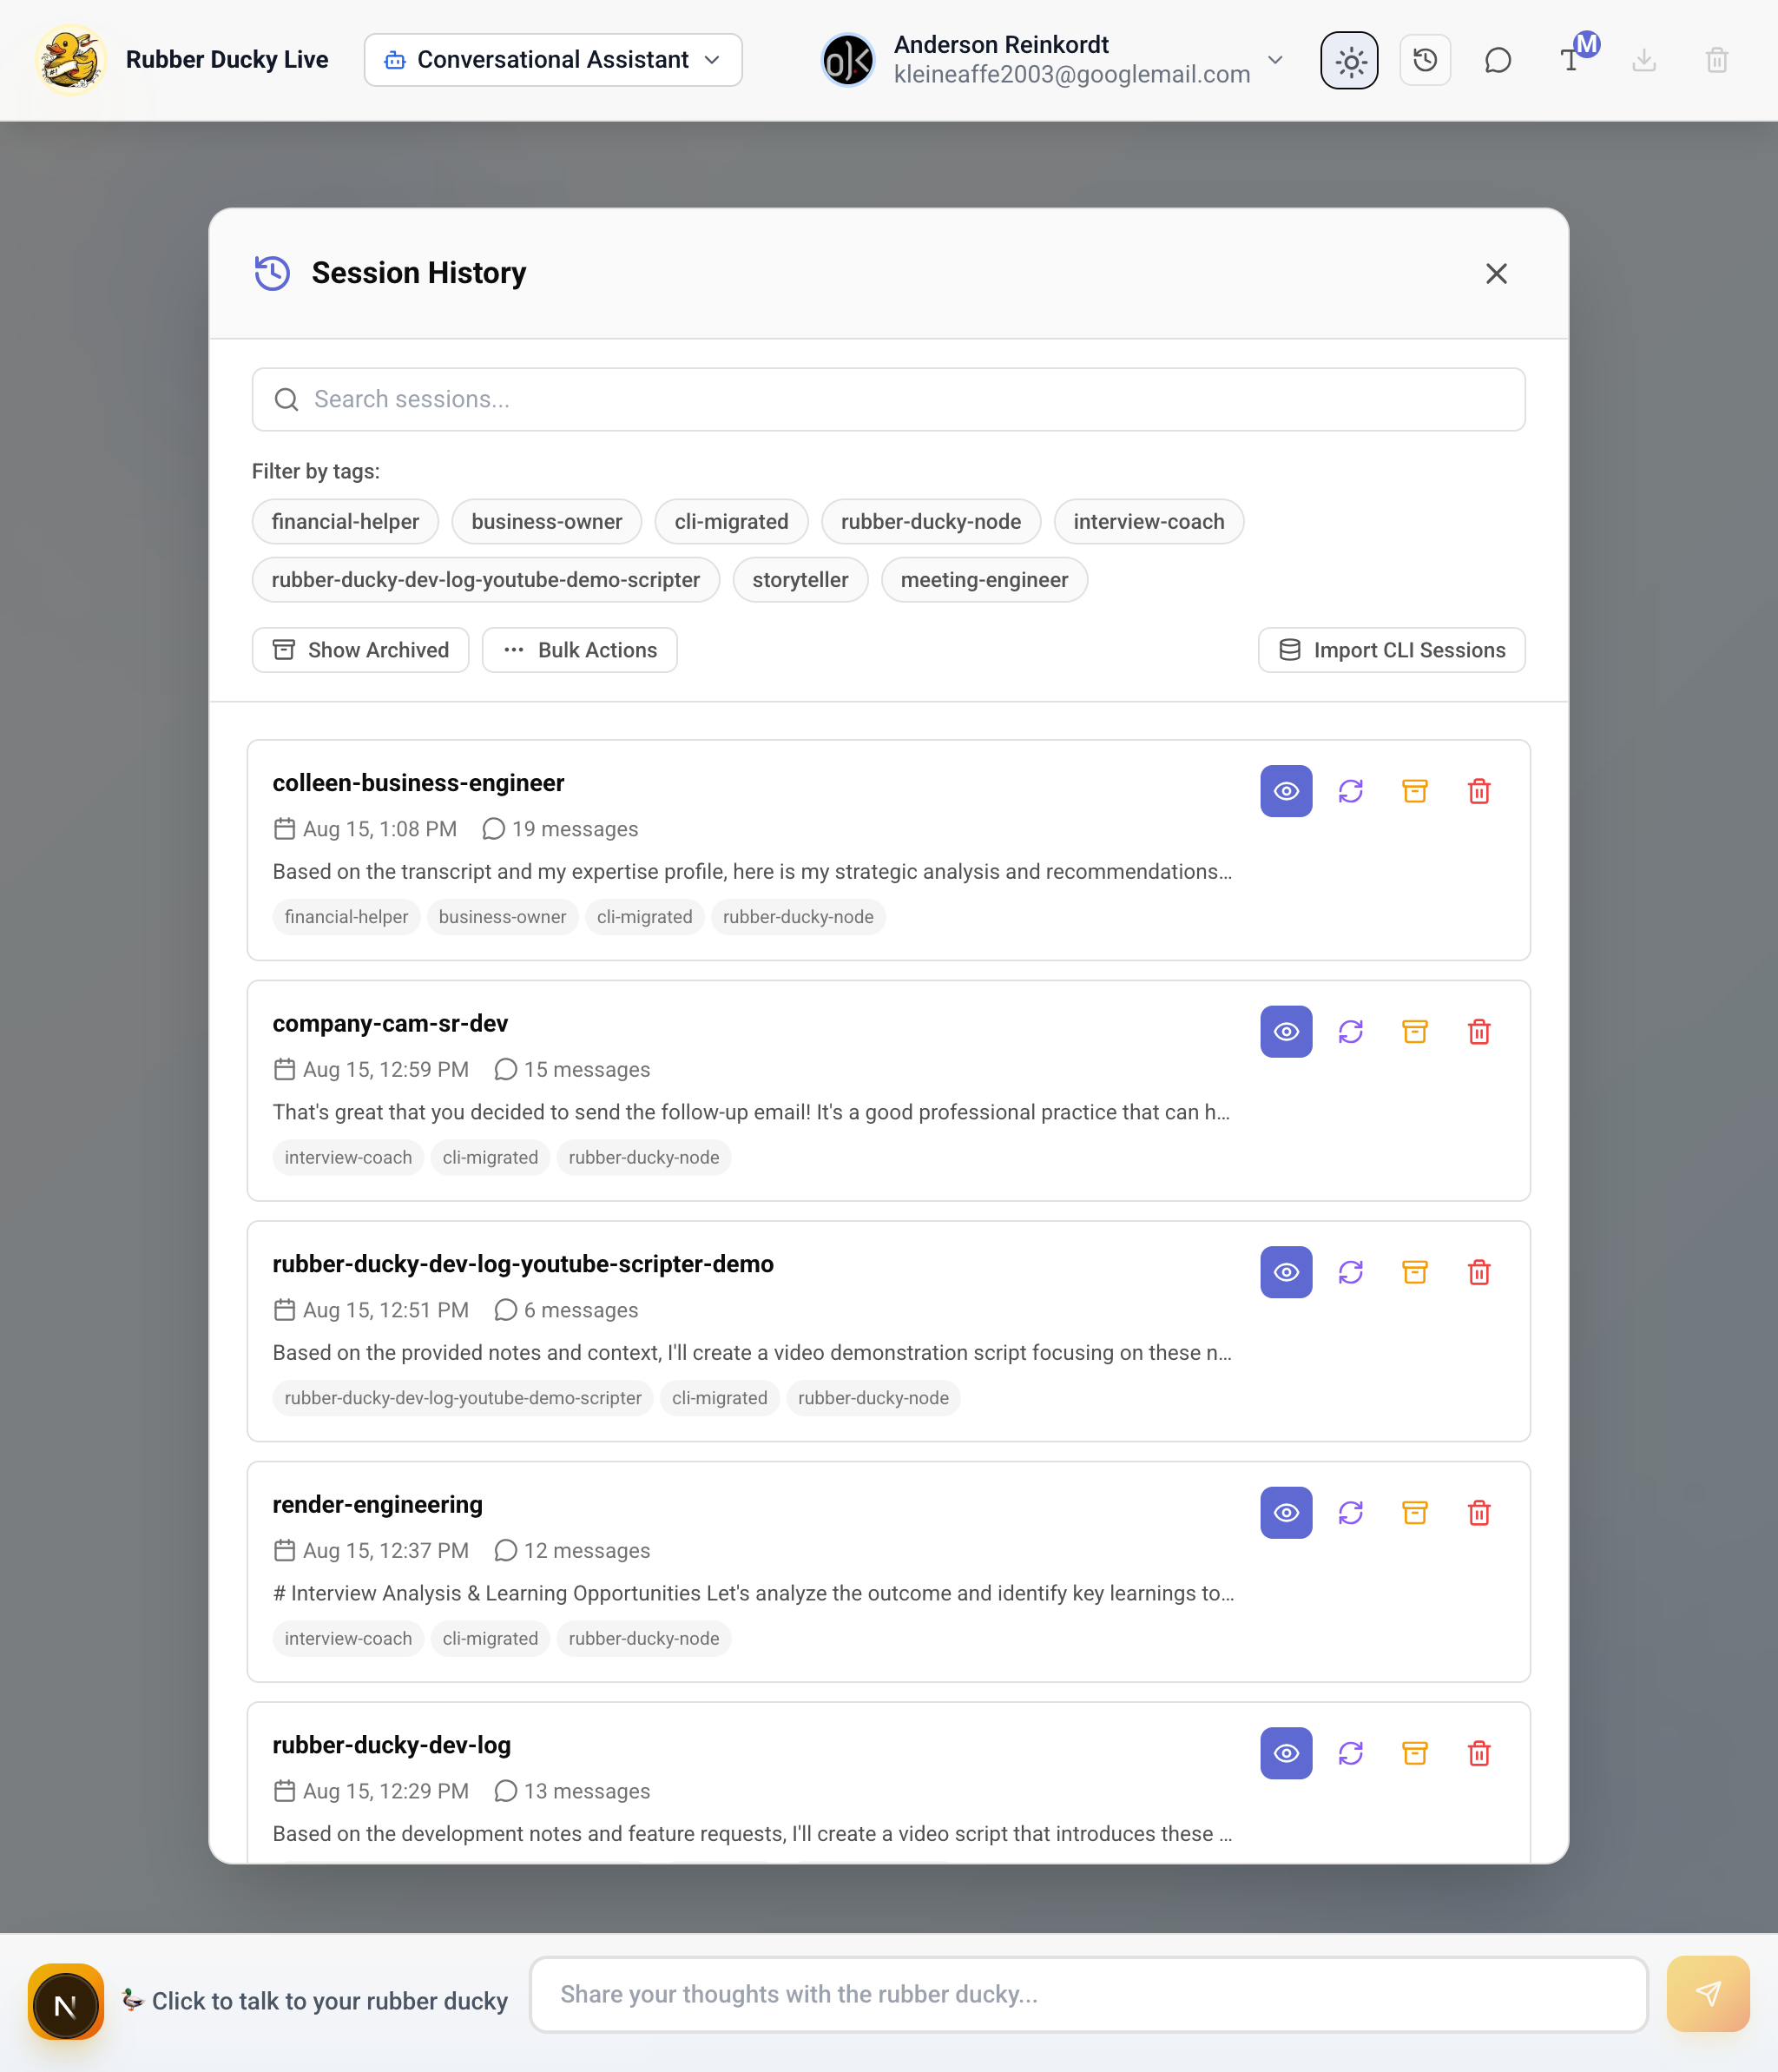 Rubber Ducky Live
Conversational Assistant
Anderson Reinkordt
kleineaffe2003@googlemail.com
T M
Session History
Search sessions...
Filter by tags:
financial-helper business-owner cli-migrated rubber-ducky-node interview-coach
rubber-ducky-dev-log-youtube-demo-scripter storyteller meeting-engineer
Show Archived ... Bulk Actions Import CLI Sessions
colleen-business-engineer
Aug 15, 1:08 PM 19 messages
Based on the transcript and my expertise profile, here is my strategic analysis and recommendations...
financial-helper business-owner cli-migrated rubber-ducky-node
company-cam-sr-dev
Aug 15, 12:59 PM 15 messages
That's great that you decided to send the follow-up email! It's a good professional practice that can h...
interview-coach cli-migrated rubber-ducky-node
rubber-ducky-dev-log-youtube-scripter-demo
Aug 15, 12:51 PM 6 messages
Based on the provided notes and context, I'll create a video demonstration script focusing on these n...
rubber-ducky-dev-log-youtube-demo-scripter cli-migrated rubber-ducky-node
render-engineering
Aug 15, 12:37 PM 12 messages
# Interview Analysis & Learning Opportunities Let's analyze the outcome and identify key learnings to...
interview-coach cli-migrated rubber-ducky-node
rubber-ducky-dev-log
Aug 15, 12:29 PM 13 messages
Based on the development notes and feature requests, I'll create a video script that introduces these ...
N
🦆 Click to talk to your rubber ducky
Share your thoughts with the rubber ducky...